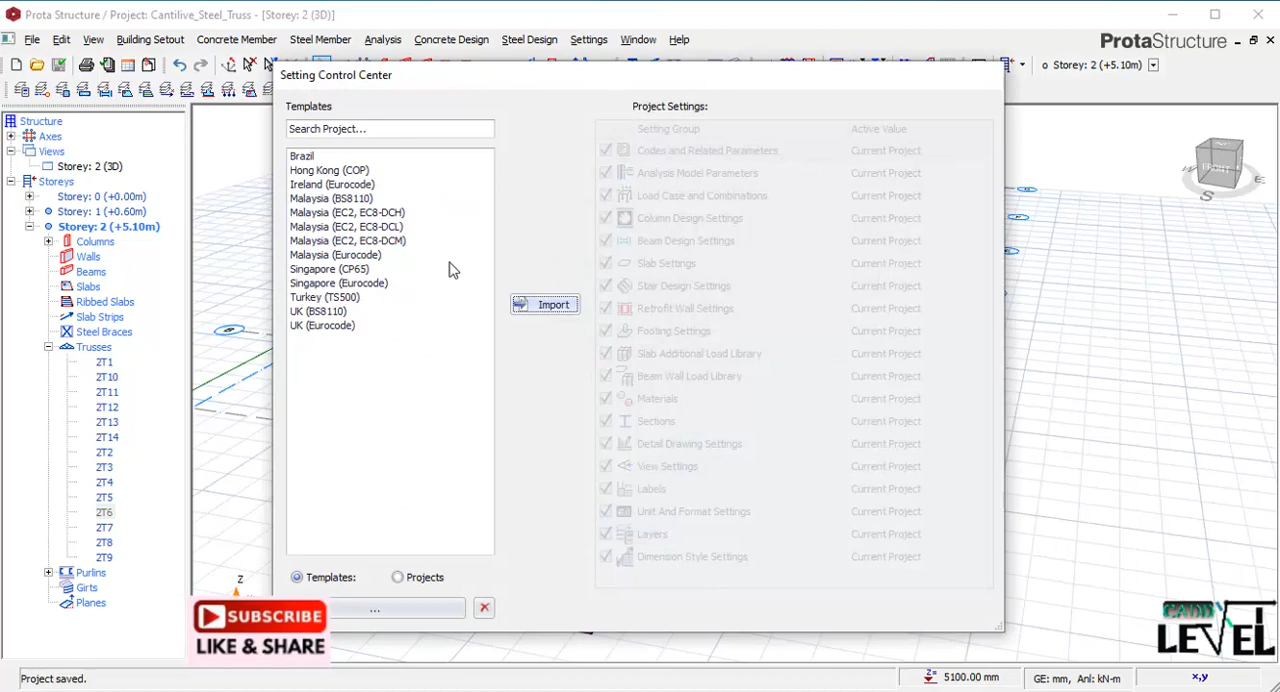 Prota Structure / Project: Cantilive_Steel_Truss - [Storey: 2 (3D)]
File Edit View Building Setout Concrete Member Steel Member Analysis Concrete Design Steel Design Settings Window Help
ProtaStructure
o Storey: 2 (+5.10m)
Setting Control Center
Templates
Project Settings:
Search Project...
Setting Group Active Value
Brazil
Hong Kong (COP)
Ireland (Eurocode)
Malaysia (BS8110)
Malaysia (EC2, EC8-DCH)
Malaysia (EC2, EC8-DCL)
Malaysia (EC2, EC8-DCM)
Malaysia (Eurocode)
Singapore (CP65)
Singapore (Eurocode)
Turkey (TS500)
UK (BS8110)
UK (Eurocode)
Import
Codes and Related Parameters Current Project
Analysis Model Parameters Current Project
Load Case and Combinations Current Project
Column Design Settings Current Project
Beam Design Settings Current Project
Slab Settings Current Project
Stair Design Settings Current Project
Retrofit Wall Settings Current Project
Footing Settings Current Project
Slab Additional Load Library Current Project
Beam Wall Load Library Current Project
Materials Current Project
Sections Current Project
Detail Drawing Settings Current Project
View Settings Current Project
Labels Current Project
Unit And Format Settings Current Project
Layers Current Project
Dimension Style Settings Current Project
Templates: Projects
...
Structure
Axes
Views
Storey: 2 (3D)
Storeys
Storey: 0 (+0.00m)
Storey: 1 (+0.60m)
Storey: 2 (+5.10m)
Columns
Walls
Beams
Slabs
Ribbed Slabs
Slab Strips
Steel Braces
Trusses
2T1
2T10
2T11
2T12
2T13
2T14
2T2
2T3
2T4
2T5
2T6
2T7
2T8
2T9
Purlins
Girts
Planes
FRONT
S
E
Z
SUBSCRIBE
LIKE & SHARE
CADD
LEVEL
Project saved.
Z= 5100.00 mm
GE: mm, Anl: kN-m
x,y